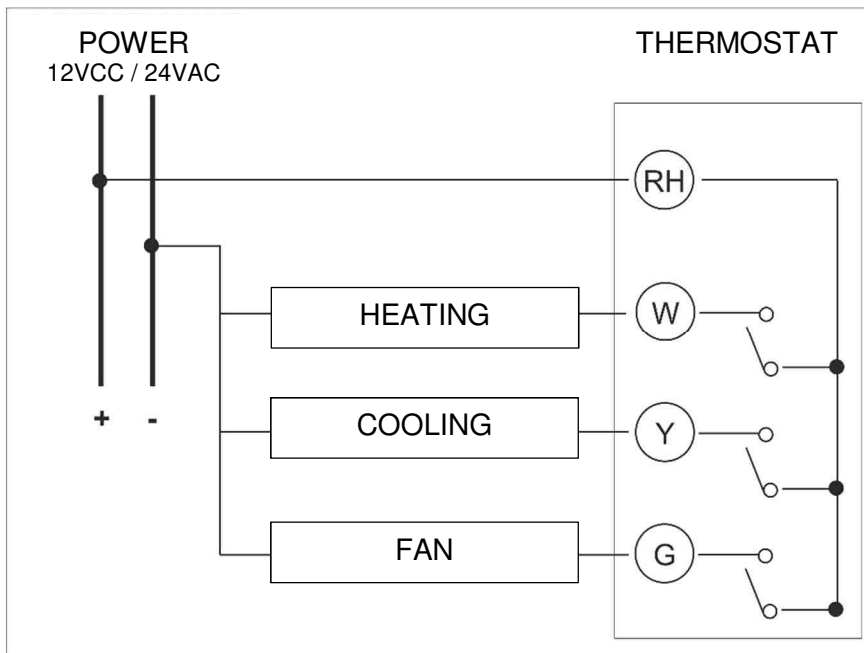 POWER
12VCC / 24VAC
THERMOSTAT
RH
HEATING
W
+ -
COOLING
Y
FAN
G